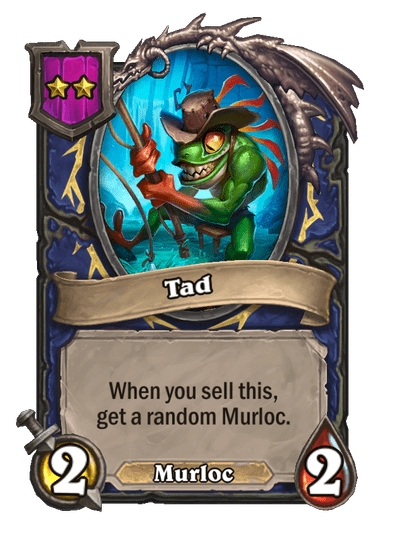 Tad
When you sell this,
get a random Murloc.
2
Murloc
2